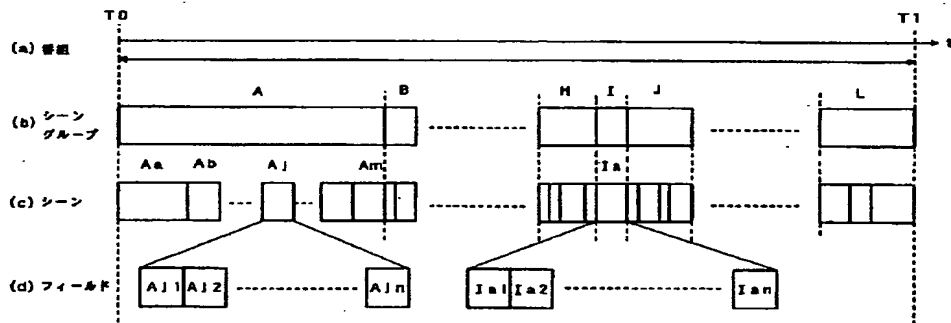 T0 T1
(a) 番組 t
A B H I J L
(b) シーン
グループ
Aa Ab Aj Am Ia
(c) シーン
(d) フィールド Aj1 Aj2 Ajn Ia1 Ia2 Ian